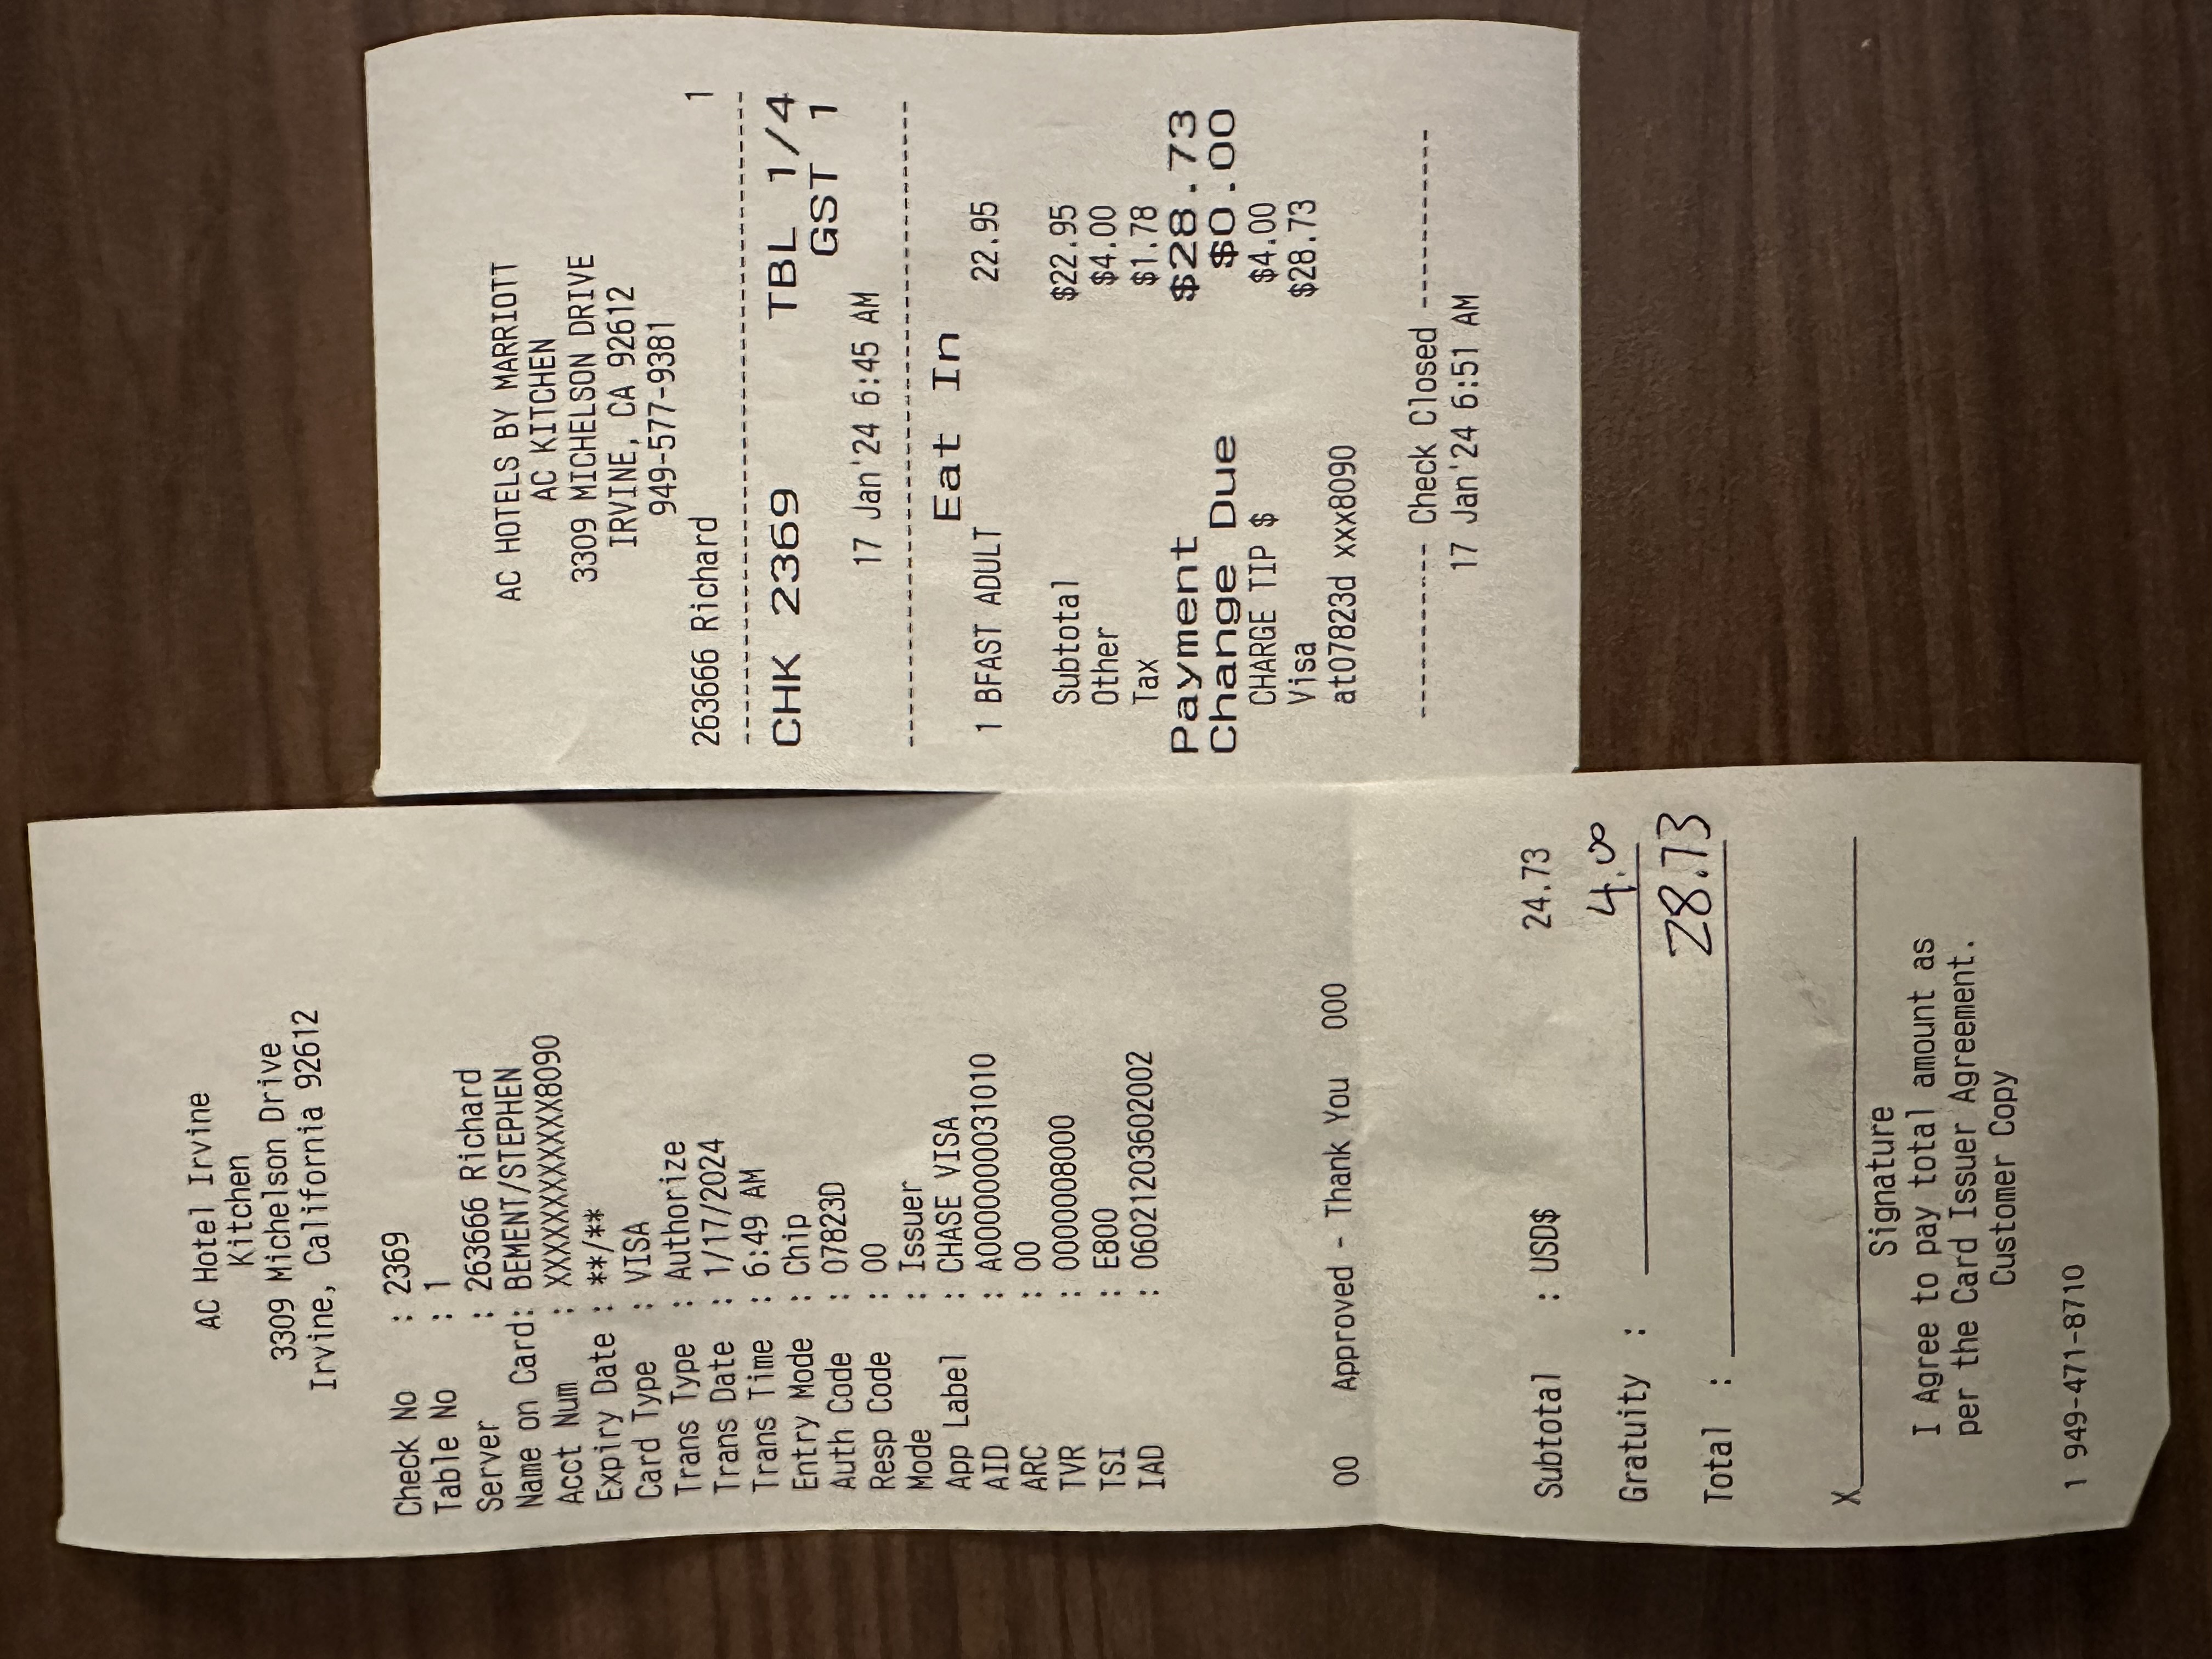 AC Hotel Irvine
Kitchen
3309 Michelson Drive
Irvine, California 92612
Check No : 2369
Table No : 1
Server : 263666 Richard
Name on Card: BEMENT/STEPHEN
Acct Num : XXXXXXXXXXXX8090
Expiry Date : **/**
Card Type : VISA
Trans Type : Authorize
Trans Date : 1/17/2024
Trans Time : 6:49 AM
Entry Mode : Chip
Auth Code : 07823D
Resp Code : 00
Mode : Issuer
App Label : CHASE VISA
AID : A0000000031010
ARC : 00
TVR : 0000008000
TSI : E800
IAD : 06021203602002
00 Approved - Thank You 000
Subtotal : USD$ 24.73
Gratuity : 4.00
Total : 28.73
X
Signature
I Agree to pay total amount as
per the Card Issuer Agreement.
Customer Copy
1 949-471-8710
AC HOTELS BY MARRIOTT
AC KITCHEN
3309 MICHELSON DRIVE
IRVINE, CA 92612
949-577-9381
263666 Richard 1
----------------------------------------
CHK 2369 TBL 1/4
GST 1
17 Jan'24 6:45 AM
----------------------------------------
Eat In
1 BFAST ADULT 22.95
Subtotal $22.95
Other $4.00
Tax $1.78
Payment $28.73
Change Due $0.00
CHARGE TIP $ $4.00
Visa $28.73
at07823d xxx8090
----------- Check Closed -----------
17 Jan'24 6:51 AM